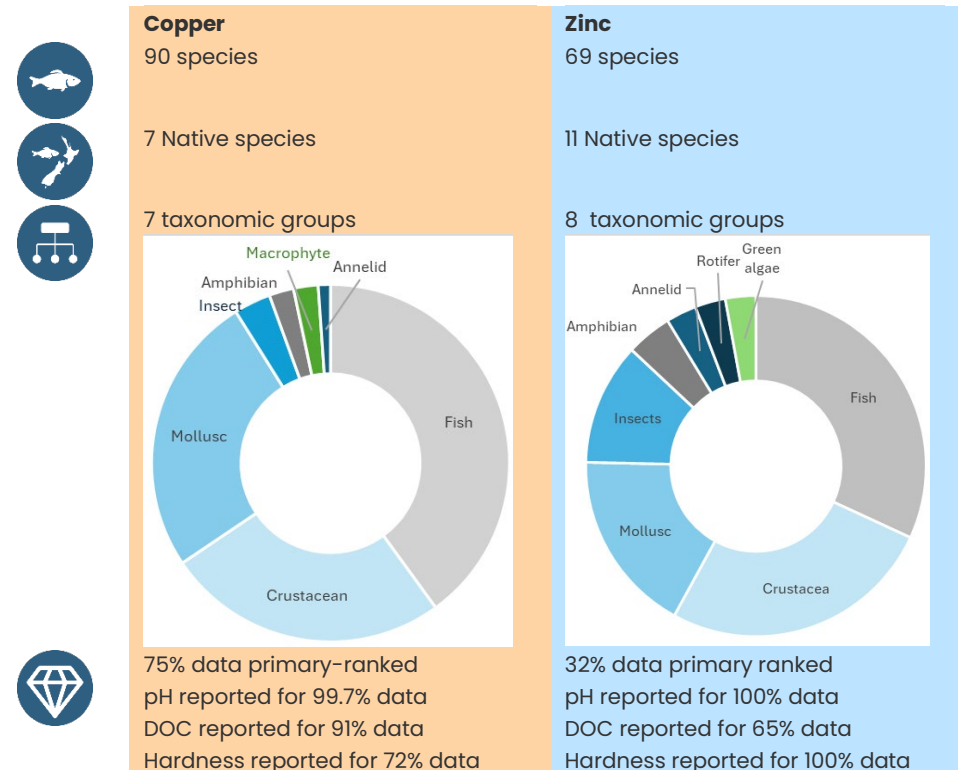 Copper
90 species
7 Native species
7 taxonomic groups
Macrophyte
Annelid
Amphibian
Insect
Mollusc
Fish
Crustacean
75% data primary-ranked
pH reported for 99.7% data
DOC reported for 91% data
Hardness reported for 72% data
Zinc
69 species
11 Native species
8 taxonomic groups
Green
algae
Rotifer
Annelid
Amphibian
Insects
Fish
Mollusc
Crustacea
32% data primary ranked
pH reported for 100% data
DOC reported for 65% data
Hardness reported for 100% data